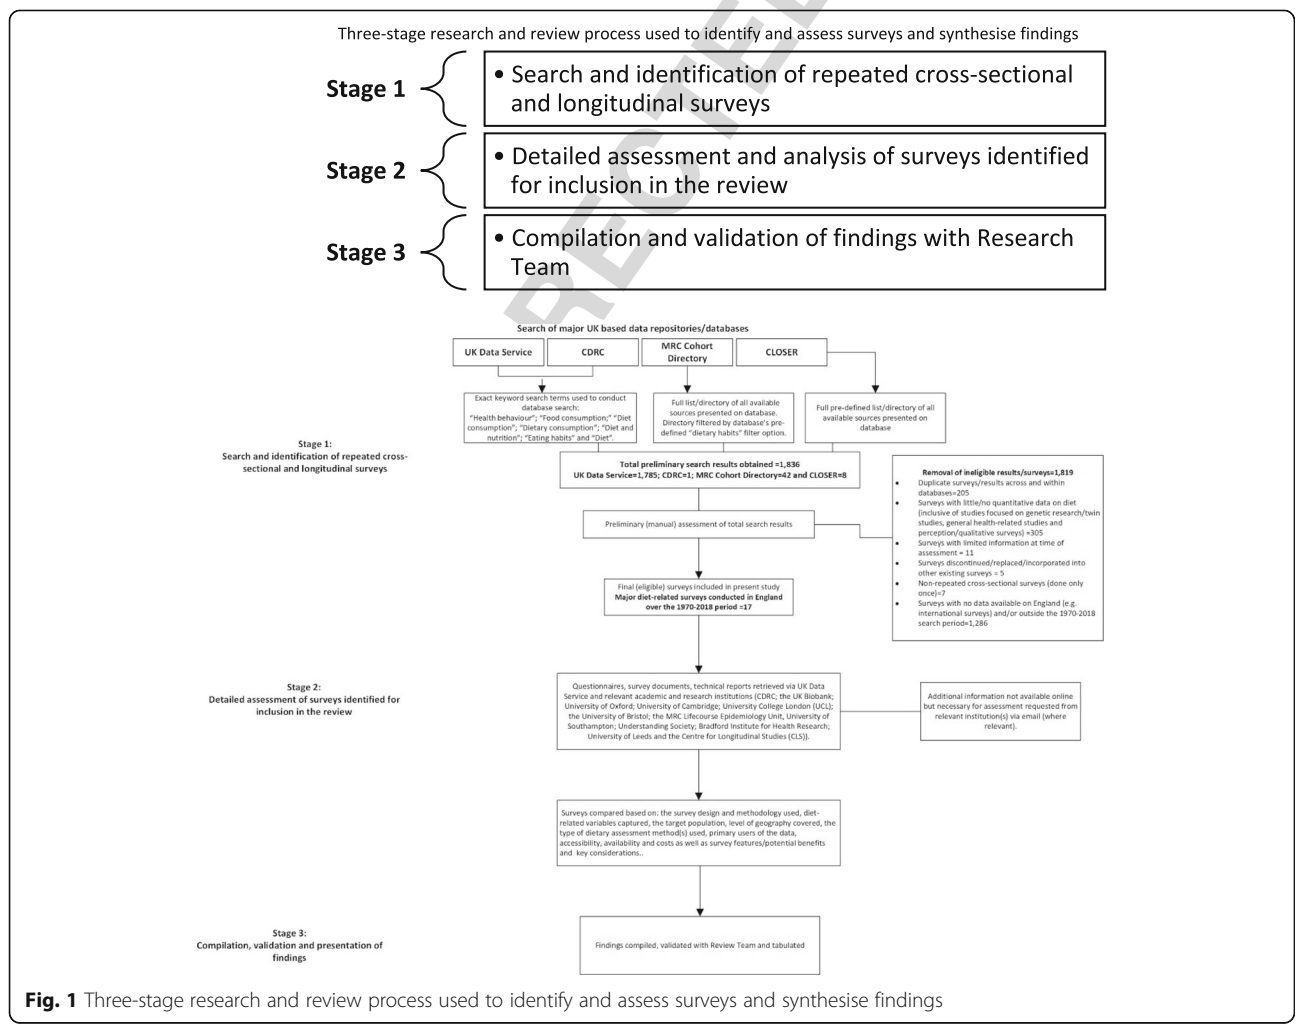 Three-stage research and review process used to identify and assess surveys and synthesise findings
Stage 1
• Search and identification of repeated cross-sectional
and longitudinal surveys
Stage 2
• Detailed assessment and analysis of surveys identified
for inclusion in the review
Stage 3
• Compilation and validation of findings with Research
Team
RECTED
Search of major UK based data repositories/databases
UK Data Service
CDRC
MRC Cohort
Directory
CLOSER
Exact keyword search terms used to conduct
database search:
"Health behaviour"; "Food consumption;" "Diet
consumption"; "Dietary consumption"; "Diet and
nutrition"; "Eating habits" and "Diet".
Full list/directory of all available
sources presented on database.
Directory filtered by database's pre-
defined "dietary habits" filter option.
Full pre-defined list/directory of all
available sources presented on
database
Stage 1:
Search and identification of repeated cross-
sectional and longitudinal surveys
Total preliminary search results obtained =1,836
UK Data Service=1,785; CDRC=1; MRC Cohort Directory=42 and CLOSER=8
Removal of ineligible results/surveys=1,819
• Duplicate surveys/results across and within
databases=205
• Surveys with little/no quantitative data on diet
(inclusive of studies focused on genetic research/twin
studies, general health-related studies and
perception/qualitative surveys) =305
• Surveys with limited information at time of
assessment = 11
• Surveys discontinued/replaced/incorporated into
other existing surveys = 5
• Non-repeated cross-sectional surveys (done only
once)=7
• Surveys with no data available on England (e.g.
international surveys) and/or outside the 1970-2018
search period=1,286
Preliminary (manual) assessment of total search results
Final (eligible) surveys included in present study
Major diet-related surveys conducted in England
over the 1970-2018 period =17
Stage 2:
Detailed assessment of surveys identified for
inclusion in the review
Questionnaires, survey documents, technical reports retrieved via UK Data
Service and relevant academic and research institutions (CDRC; the UK Biobank;
University of Oxford; University of Cambridge; University College London (UCL);
the University of Bristol; the MRC Lifecourse Epidemiology Unit, University of
Southampton; Understanding Society; Bradford Institute for Health Research;
University of Leeds and the Centre for Longitudinal Studies (CLS)).
Additional information not available online
but necessary for assessment requested from
relevant institution(s) via email (where
relevant).
Surveys compared based on: the survey design and methodology used, diet-
related variables captured, the target population, level of geography covered, the
type of dietary assessment method(s) used, primary users of the data,
accessibility, availability and costs as well as survey features/potential benefits
and key considerations..
Stage 3:
Compilation, validation and presentation of
findings
Findings compiled, validated with Review Team and tabulated
Fig. 1 Three-stage research and review process used to identify and assess surveys and synthesise findings